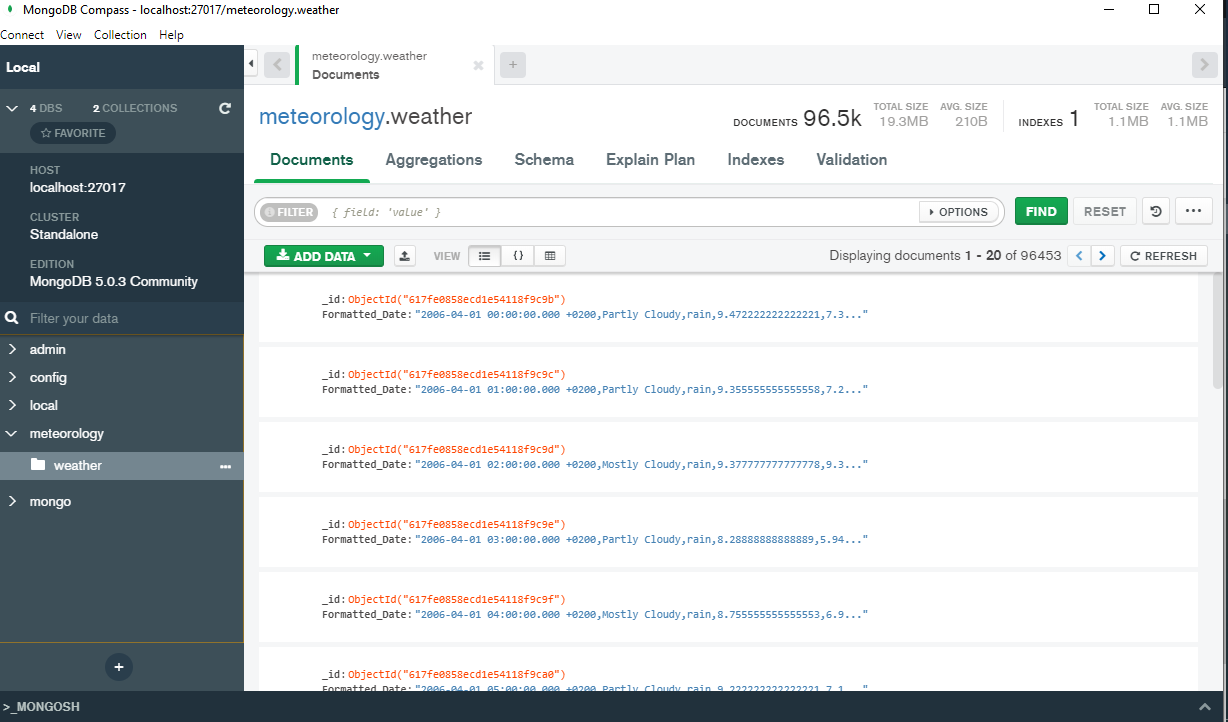 MongoDB Compass - localhost:27017/meteorology.weather
Connect View Collection Help
Local
4 DBS 2 COLLECTIONS
FAVORITE
HOST
localhost:27017
CLUSTER
Standalone
EDITION
MongoDB 5.0.3 Community
Filter your data
admin
config
local
meteorology
weather
mongo
>_MONGOSH
meteorology.weather
Documents
meteorology.weather
DOCUMENTS 96.5k TOTAL SIZE 19.3MB AVG. SIZE 210B INDEXES 1 TOTAL SIZE 1.1MB AVG. SIZE 1.1MB
Documents Aggregations Schema Explain Plan Indexes Validation
FILTER { field: 'value' } OPTIONS FIND RESET
ADD DATA VIEW {} Displaying documents 1 - 20 of 96453 REFRESH
_id: ObjectId("617fe0858ecd1e54118f9c9b")
Formatted_Date: "2006-04-01 00:00:00.000 +0200,Partly Cloudy,rain,9.472222222222221,7.3..."
_id: ObjectId("617fe0858ecd1e54118f9c9c")
Formatted_Date: "2006-04-01 01:00:00.000 +0200,Partly Cloudy,rain,9.355555555555558,7.2..."
_id: ObjectId("617fe0858ecd1e54118f9c9d")
Formatted_Date: "2006-04-01 02:00:00.000 +0200,Mostly Cloudy,rain,9.377777777777778,9.3..."
_id: ObjectId("617fe0858ecd1e54118f9c9e")
Formatted_Date: "2006-04-01 03:00:00.000 +0200,Partly Cloudy,rain,8.28888888888889,5.94..."
_id: ObjectId("617fe0858ecd1e54118f9c9f")
Formatted_Date: "2006-04-01 04:00:00.000 +0200,Mostly Cloudy,rain,8.755555555555553,6.9..."
_id: ObjectId("617fe0858ecd1e54118f9ca0")
Formatted_Date: "2006-04-01 05:00:00.000 +0200,Partly Cloudy,rain,9.222222222222221,7.1..."